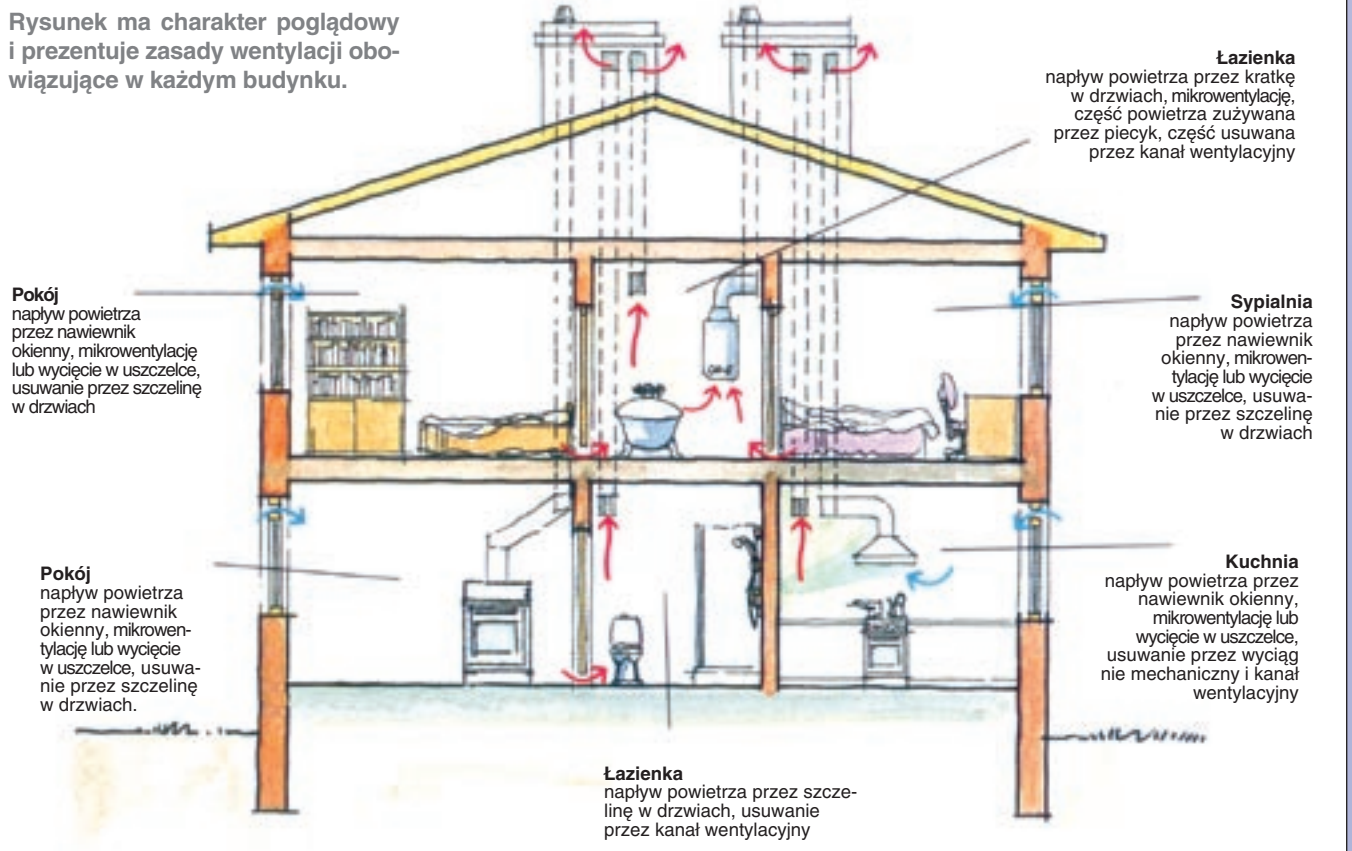 Rysunek ma charakter poglądowy
i prezentuje zasady wentylacji obo-
wiązujące w każdym budynku.
Łazienka
napływ powietrza przez kratkę
w drzwiach, mikrowentylację,
część powietrza zużywana
przez piecyk, część usuwana
przez kanał wentylacyjny
Pokój
napływ powietrza
przez nawiewnik
okienny, mikrowentylację
lub wycięcie w uszczelce,
usuwanie przez szczelinę
w drzwiach
Sypialnia
napływ powietrza
przez nawiewnik
okienny, mikrowen-
tylację lub wycięcie
w uszczelce, usuwa-
nie przez szczelinę
w drzwiach
Pokój
napływ powietrza
przez nawiewnik
okienny, mikrowen-
tylację lub wycięcie
w uszczelce, usuwa-
nie przez szczelinę
w drzwiach.
Kuchnia
napływ powietrza przez
nawiewnik okienny,
mikrowentylację lub
wycięcie w uszczelce,
usuwanie przez wyciąg
nie mechaniczny i kanał
wentylacyjny
Łazienka
napływ powietrza przez szcze-
linę w drzwiach, usuwanie
przez kanał wentylacyjny